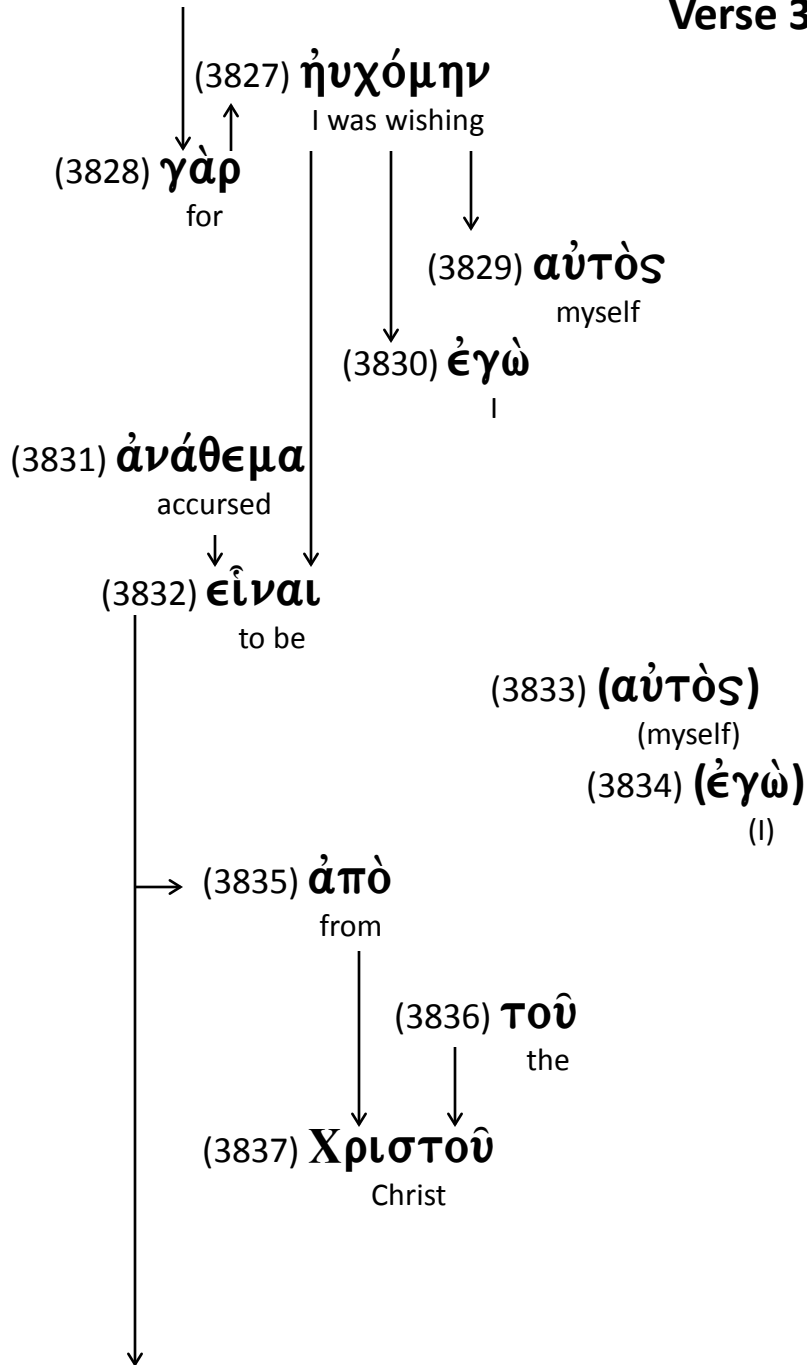 Verse 3
(3827) ηὐχόμην
I was wishing
(3828) γὰρ
for
(3829) αὐτὸς
myself
(3830) ἐγὼ
I
(3831) ἀνάθεμα
accursed
(3832) εἶναι
to be
(3833) (αὐτὸς)
(myself)
(3834) (ἐγὼ)
(I)
(3835) ἀπὸ
from
(3836) τοῦ
the
(3837) Χριστοῦ
Christ